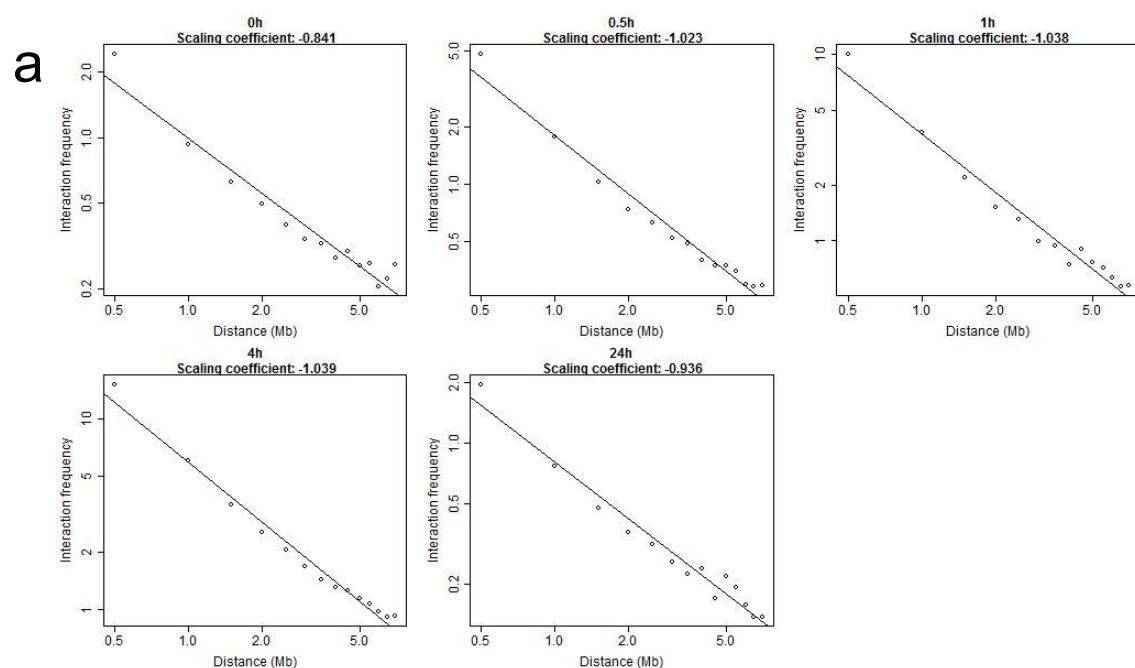 a
0h
Scaling coefficient: -0.841
Interaction frequency
2.0
1.0
0.5
0.2
0.5 1.0 2.0 5.0
Distance (Mb)
0.5h
Scaling coefficient: -1.023
Interaction frequency
5.0
2.0
1.0
0.5
0.5 1.0 2.0 5.0
Distance (Mb)
1h
Scaling coefficient: -1.038
Interaction frequency
10
5
2
1
0.5 1.0 2.0 5.0
Distance (Mb)
4h
Scaling coefficient: -1.039
Interaction frequency
10
5
2
1
0.5 1.0 2.0 5.0
Distance (Mb)
24h
Scaling coefficient: -0.936
Interaction frequency
2.0
1.0
0.5
0.2
0.5 1.0 2.0 5.0
Distance (Mb)